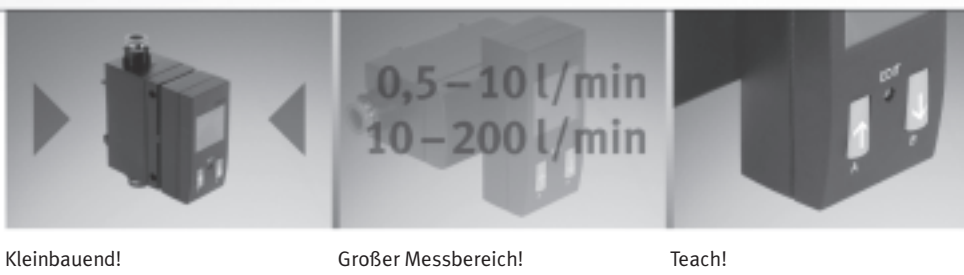 0,5 – 10 l/min
10 – 200 l/min
EDIT
A
B
Kleinbauend!
Großer Messbereich!
Teach!